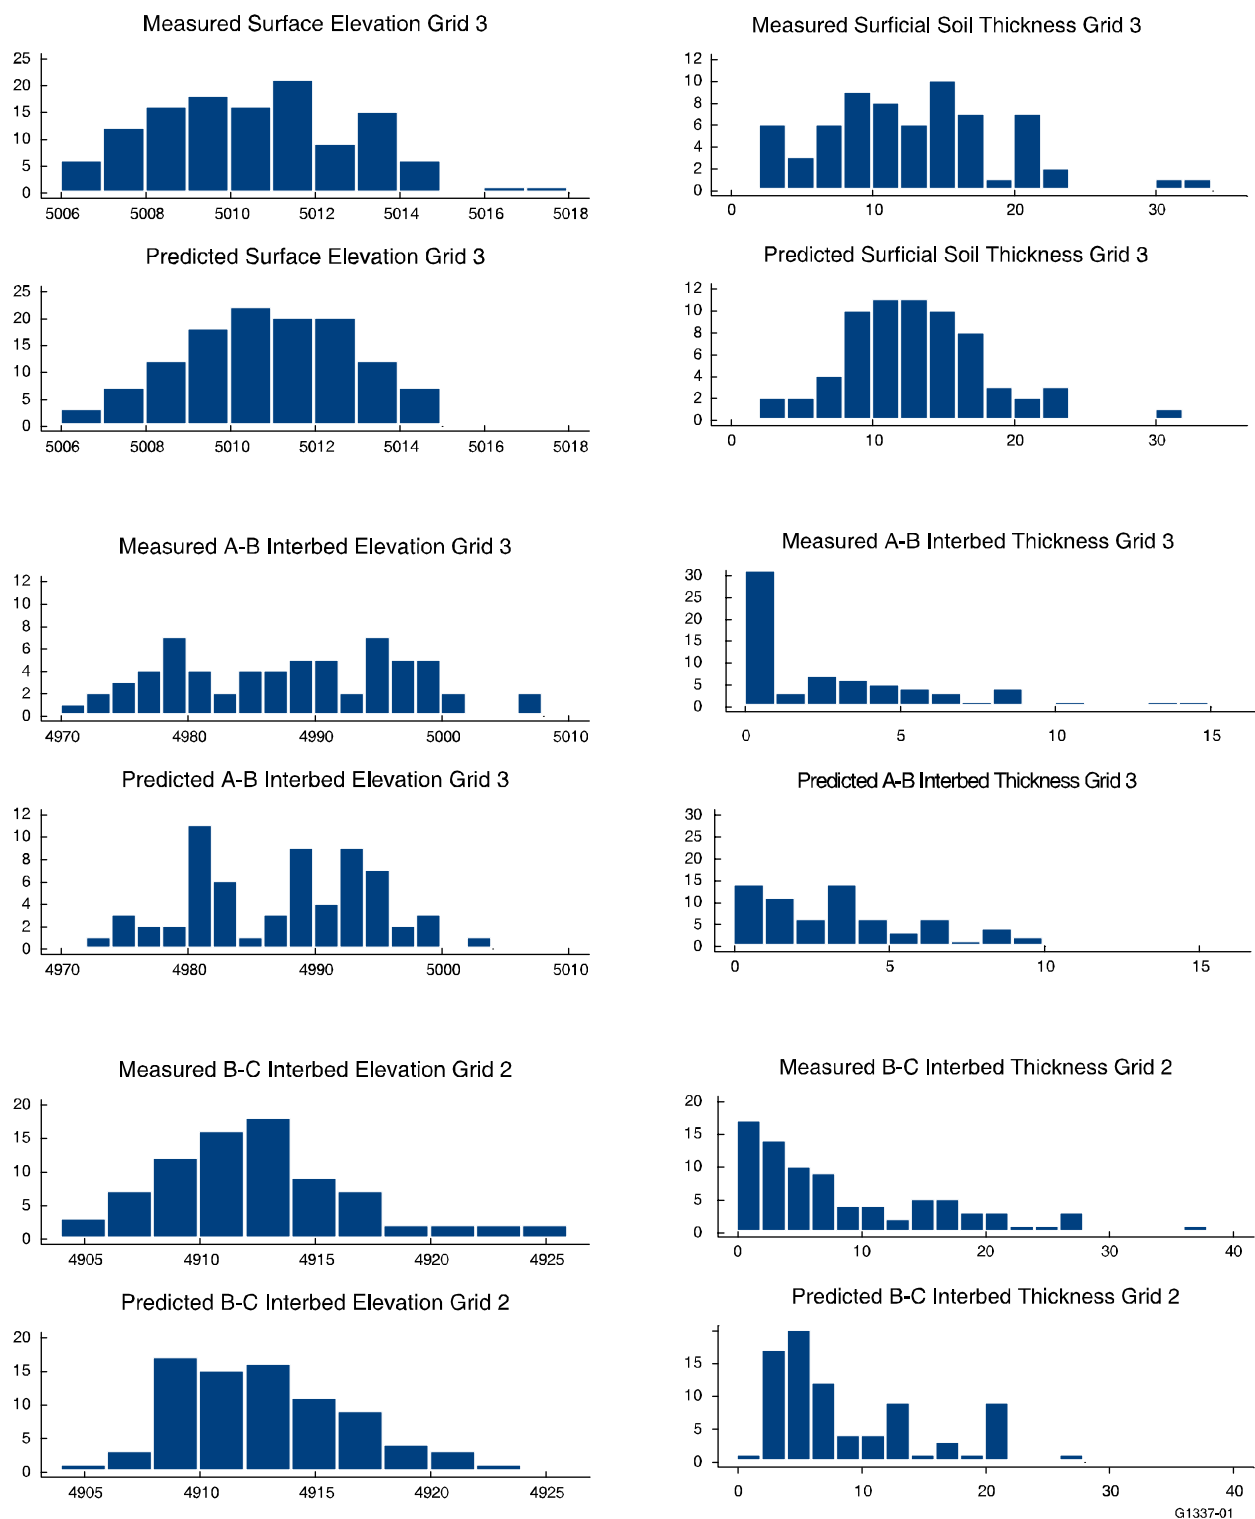 Measured Surface Elevation Grid 3
25
20
15
10
5
0
5006 5008 5010 5012 5014 5016 5018
Predicted Surface Elevation Grid 3
25
20
15
10
5
0
5006 5008 5010 5012 5014 5016 5018
Measured A-B Interbed Elevation Grid 3
12
10
8
6
4
2
0
4970 4980 4990 5000 5010
Predicted A-B Interbed Elevation Grid 3
12
10
8
6
4
2
0
4970 4980 4990 5000 5010
Measured B-C Interbed Elevation Grid 2
20
15
10
5
0
4905 4910 4915 4920 4925
Predicted B-C Interbed Elevation Grid 2
20
15
10
5
0
4905 4910 4915 4920 4925
Measured Surficial Soil Thickness Grid 3
12
10
8
6
4
2
0
0 10 20 30
Predicted Surficial Soil Thickness Grid 3
12
10
8
6
4
2
0
0 10 20 30
Measured A-B Interbed Thickness Grid 3
30
25
20
15
10
5
0
0 5 10 15
Predicted A-B Interbed Thickness Grid 3
30
25
20
15
10
5
0
0 5 10 15
Measured B-C Interbed Thickness Grid 2
20
15
10
5
0
0 10 20 30 40
Predicted B-C Interbed Thickness Grid 2
15
10
5
0
0 10 20 30 40
G1337-01